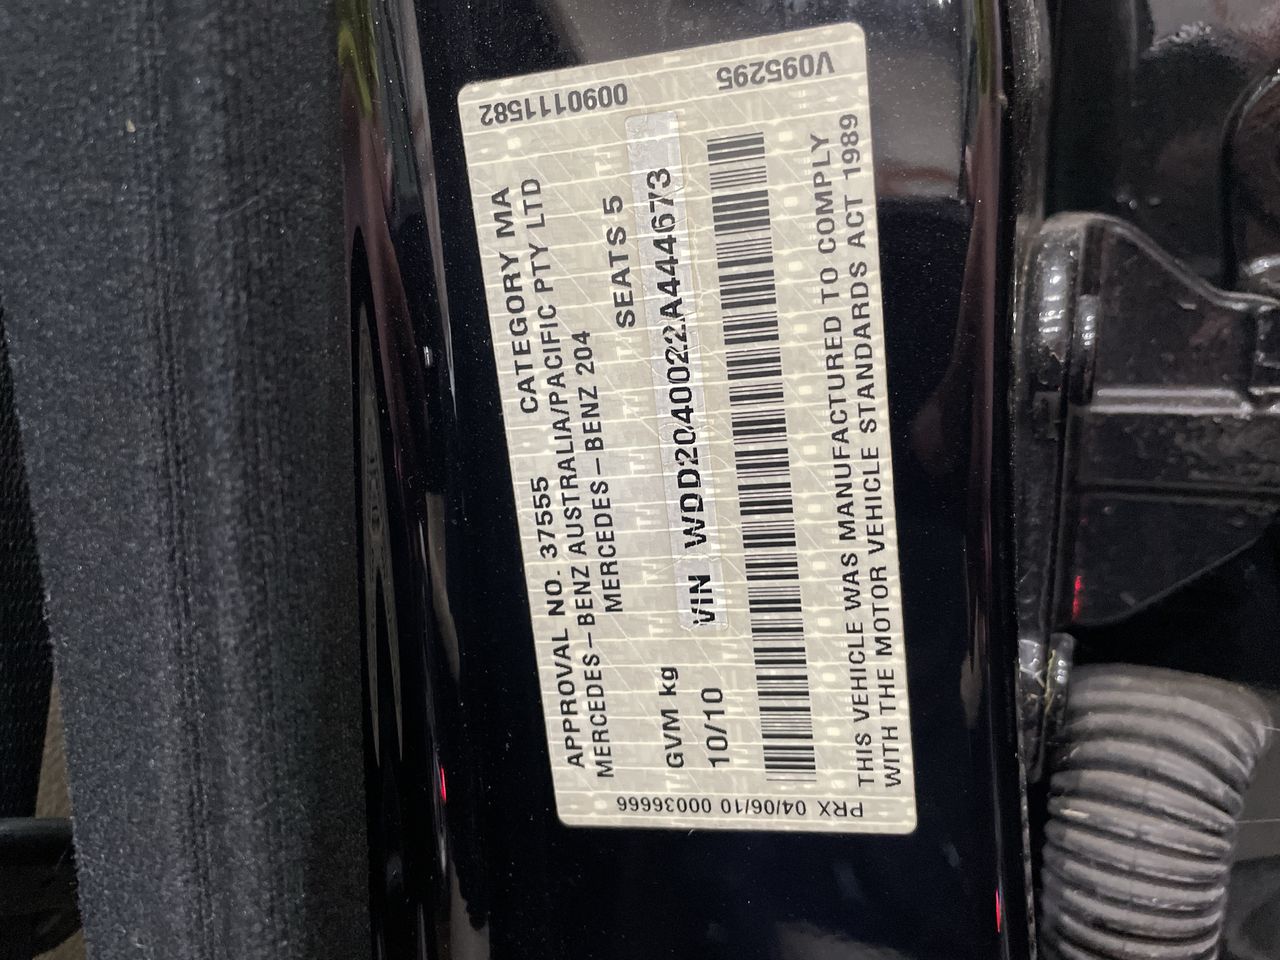 0090111582 V095295
APPROVAL NO. 37555 CATEGORY MA
MERCEDES-BENZ AUSTRALIA/PACIFIC PTY LTD
MERCEDES-BENZ 204
SEATS 5
GVM kg
VIN WDD2040022A444673
10/10
THIS VEHICLE WAS MANUFACTURED TO COMPLY
WITH THE MOTOR VEHICLE STANDARDS ACT 1989
PRX 04/06/10 00036666